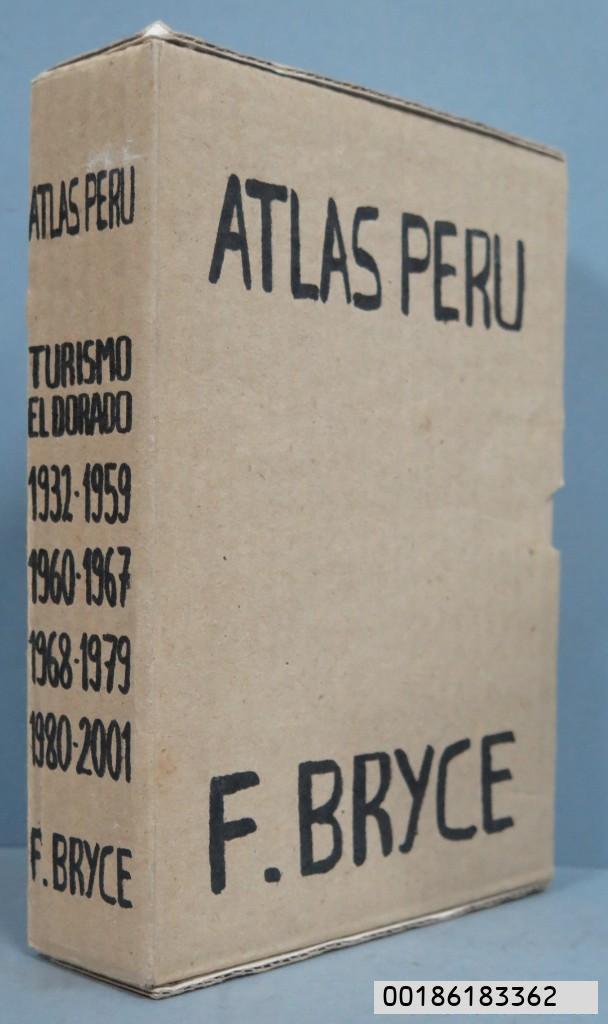 ATLAS PERU
TURISMO
EL DORADO
1932-1959
1960-1967
1968-1979
1980-2001
F. BRYCE
ATLAS PERU
F. BRYCE
00186183362